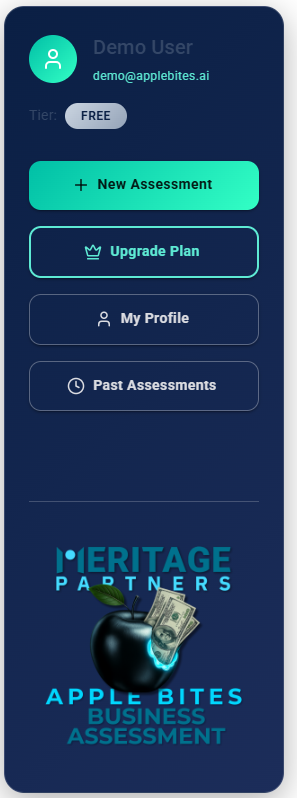 Demo User
demo@applebites.ai
Tier: FREE
New Assessment
Upgrade Plan
My Profile
Past Assessments
MERITAGE
PARTNERS
APPLE BITES
BUSINESS
ASSESSMENT